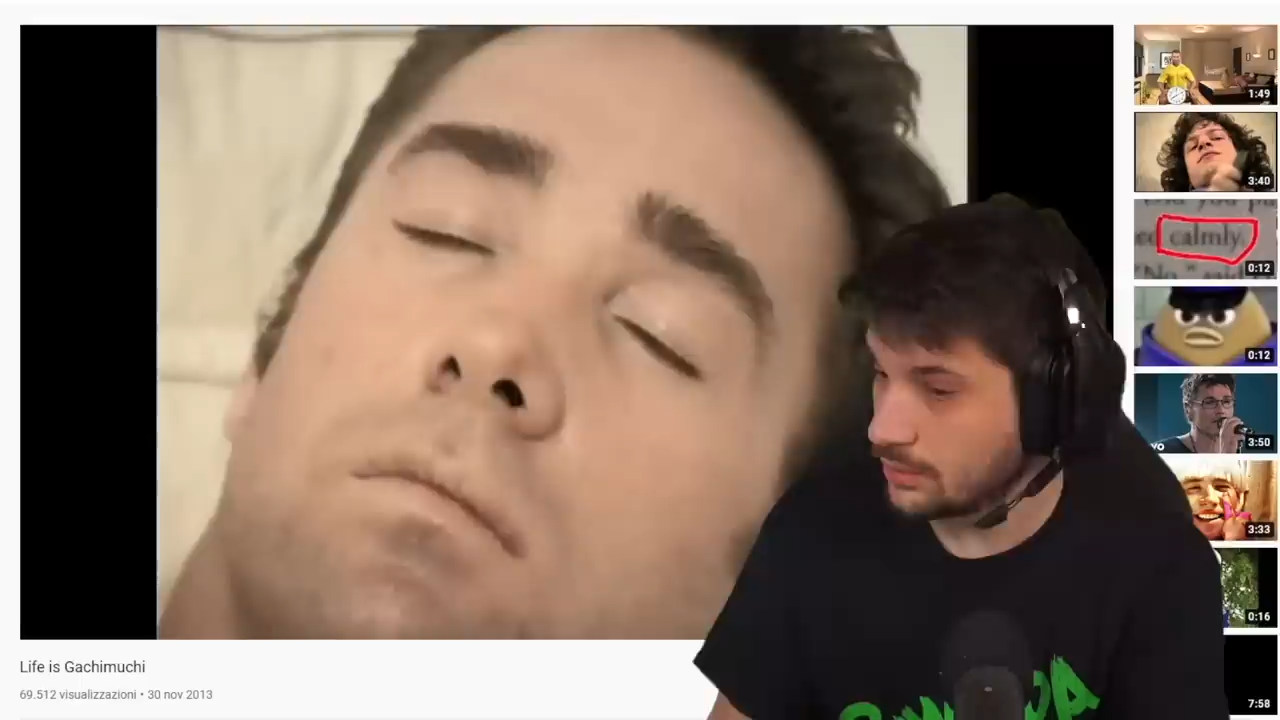 1:49
3:40
ed calmly.
0:12
0:12
3:50
3:33
0:16
7:58
Life is Gachimuchi
69.512 visualizzazioni • 30 nov 2013